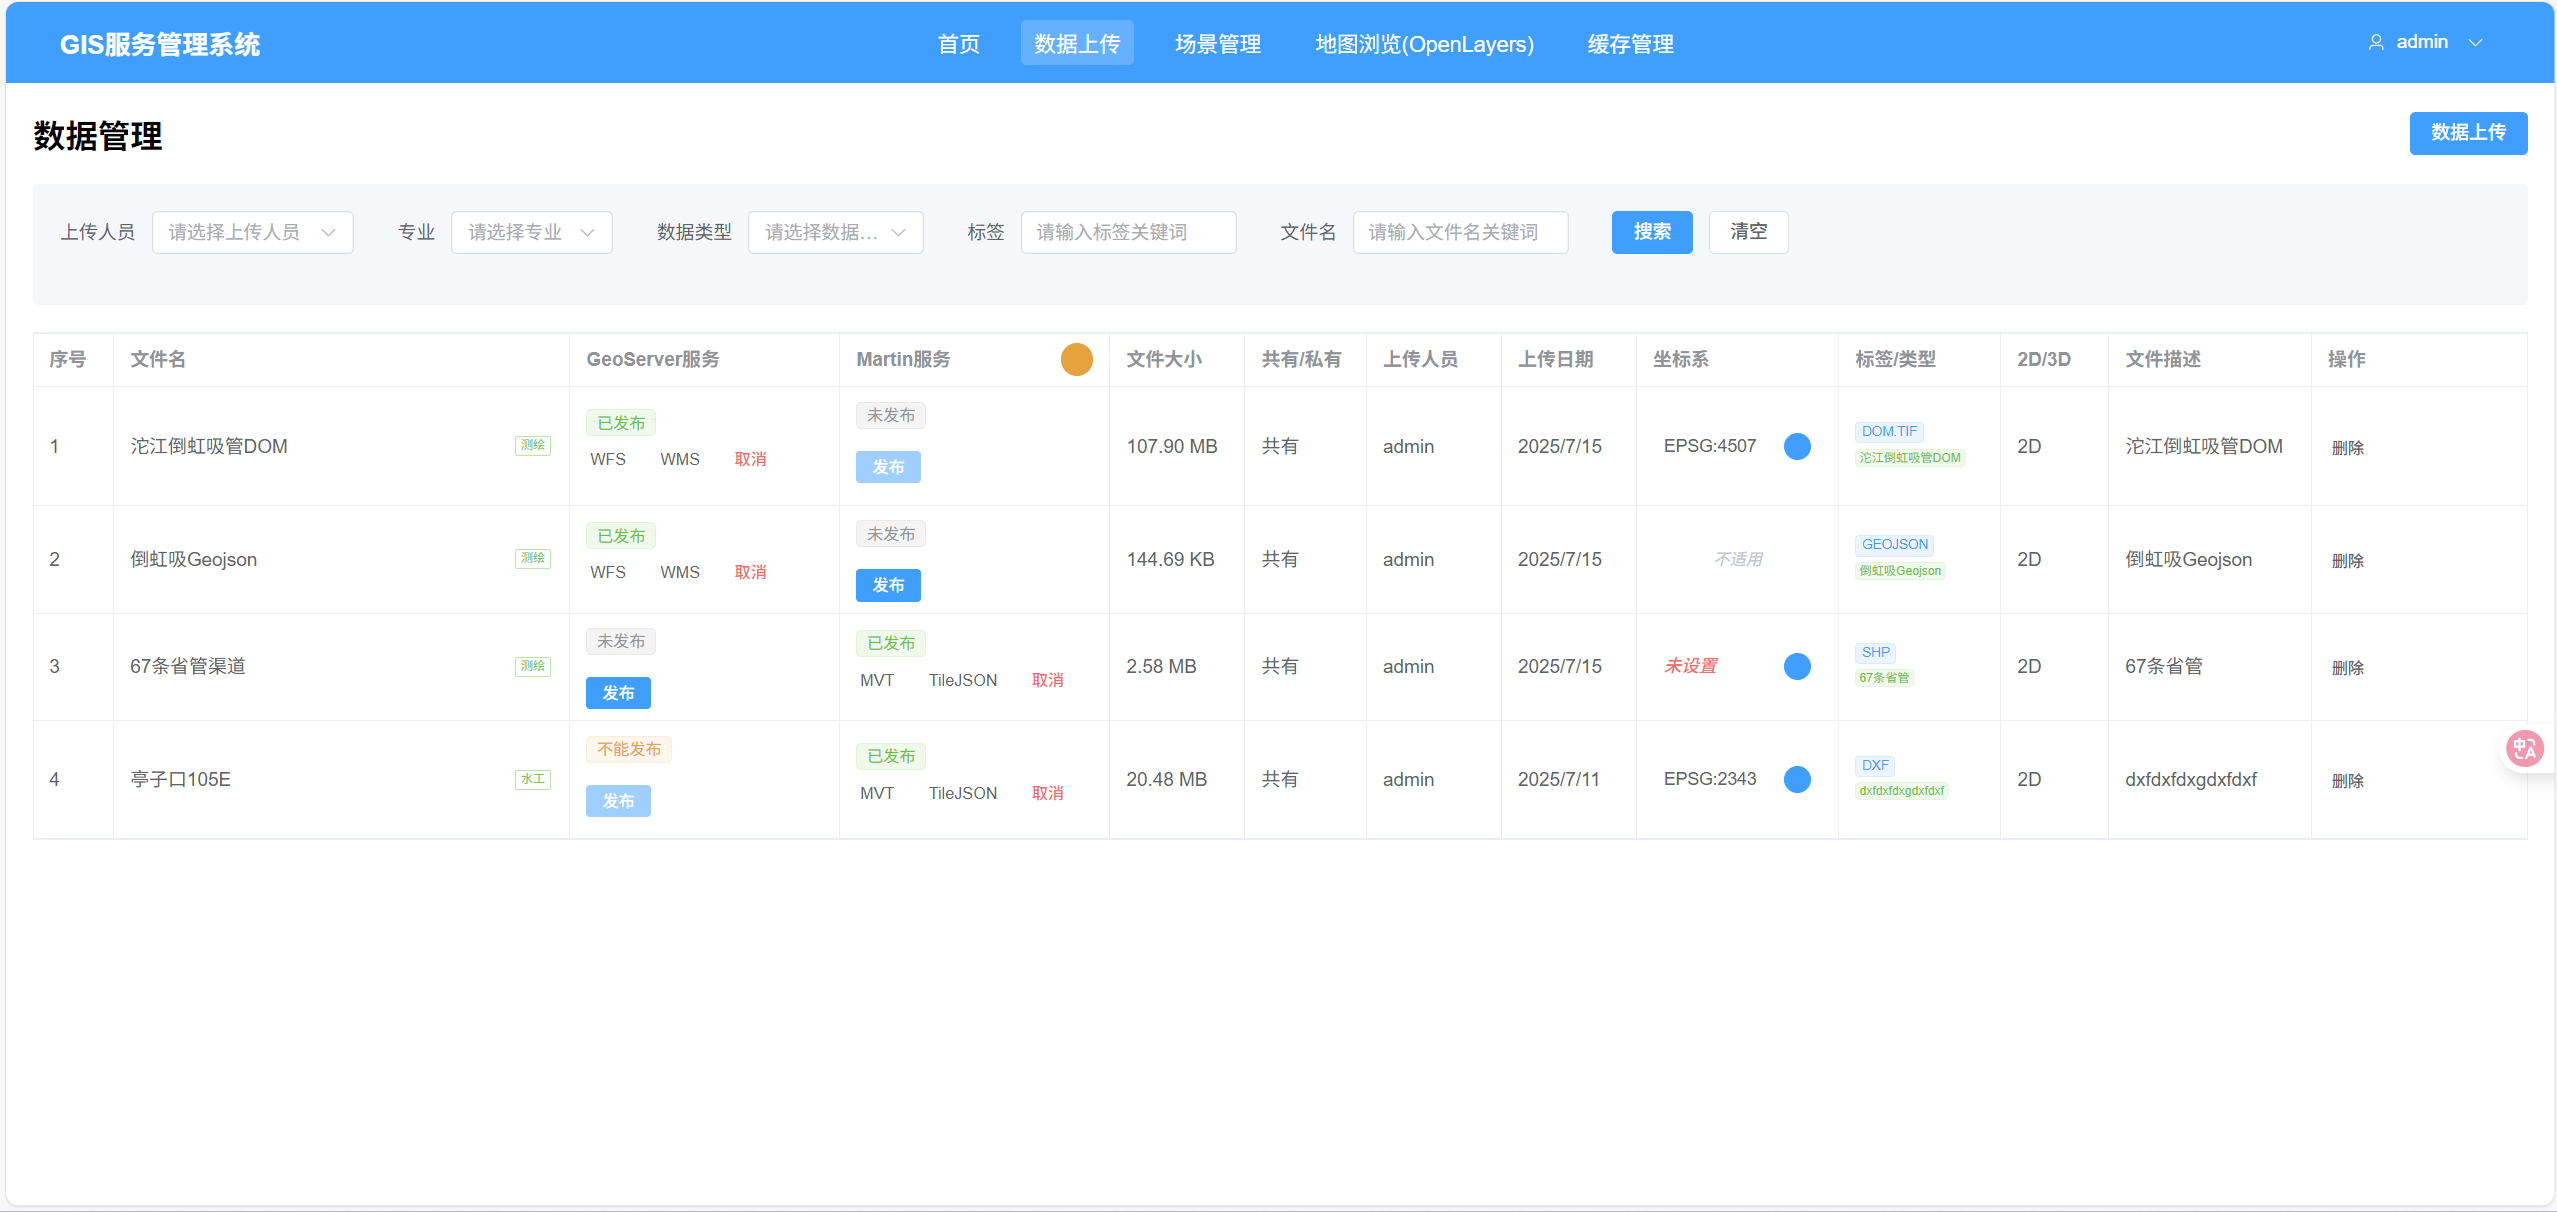 GIS服务管理系统 首页 数据上传 场景管理 地图浏览(OpenLayers) 缓存管理 admin
数据管理 数据上传
上传人员 请选择上传人员 专业 请选择专业 数据类型 请选择数据... 标签 请输入标签关键词 文件名 请输入文件名关键词 搜索 清空
序号 文件名 GeoServer服务 Martin服务 文件大小 共有/私有 上传人员 上传日期 坐标系 标签/类型 2D/3D 文件描述 操作
1 沱江倒虹吸管DOM 测绘 已发布 WFS WMS 取消 未发布 发布 107.90 MB 共有 admin 2025/7/15 EPSG:4507 DOM.TIF 沱江倒虹吸管DOM 2D 沱江倒虹吸管DOM 删除
2 倒虹吸Geojson 测绘 已发布 WFS WMS 取消 未发布 发布 144.69 KB 共有 admin 2025/7/15 不适用 GEOJSON 倒虹吸Geojson 2D 倒虹吸Geojson 删除
3 67条省管渠道 测绘 未发布 发布 已发布 MVT TileJSON 取消 2.58 MB 共有 admin 2025/7/15 未设置 SHP 67条省管 2D 67条省管 删除
4 亭子口105E 水工 不能发布 发布 已发布 MVT TileJSON 取消 20.48 MB 共有 admin 2025/7/11 EPSG:2343 DXF dxfdxfdxgdxfdxf 2D dxfdxfdxgdxfdxf 删除
中 A